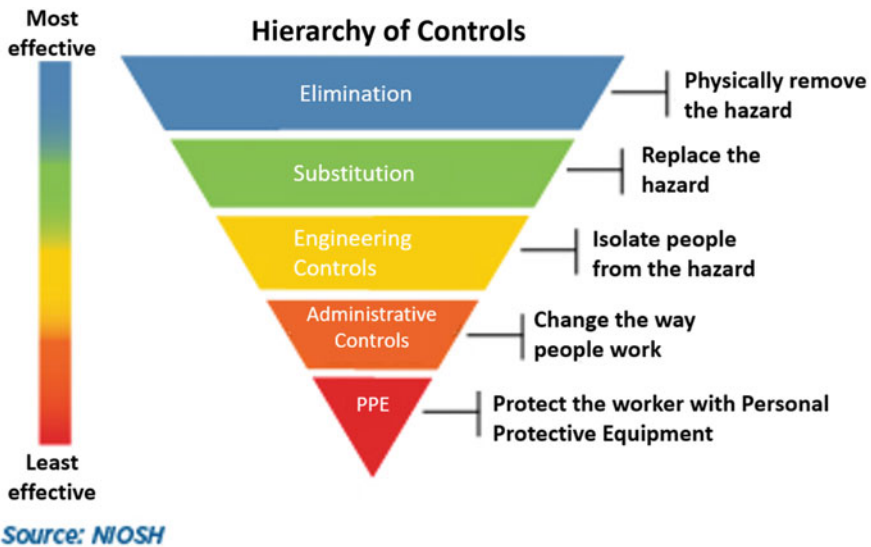 Most
effective
Hierarchy of Controls
Elimination
Physically remove
the hazard
Substitution
Replace the
hazard
Engineering
Controls
Isolate people
from the hazard
Administrative
Controls
Change the way
people work
PPE
Protect the worker with Personal
Protective Equipment
Least
effective
Source: NIOSH